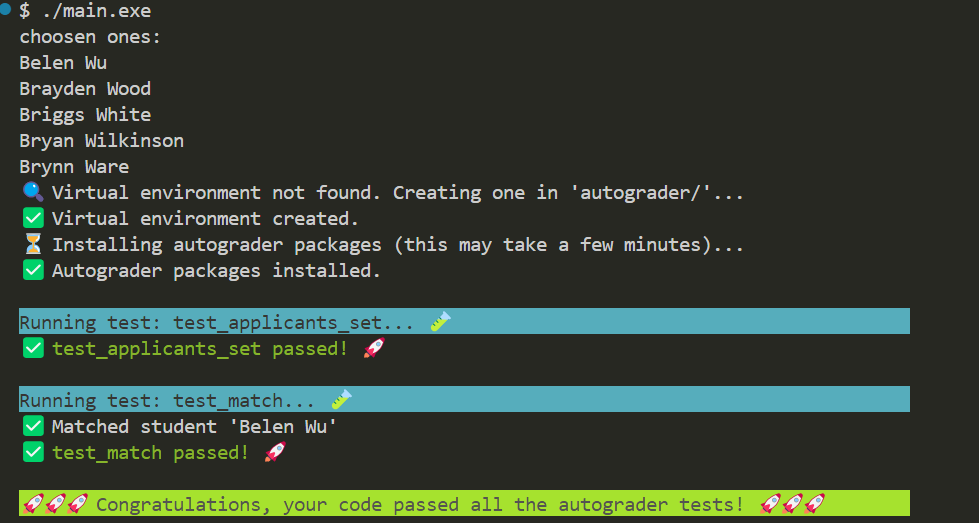 $ ./main.exe
choosen ones:
Belen Wu
Brayden Wood
Briggs White
Bryan Wilkinson
Brynn Ware
🔍 Virtual environment not found. Creating one in 'autograder/'...
✅ Virtual environment created.
⏳ Installing autograder packages (this may take a few minutes)...
✅ Autograder packages installed.
Running test: test_applicants_set... 🧪
✅ test_applicants_set passed! 🚀
Running test: test_match... 🧪
✅ Matched student 'Belen Wu'
✅ test_match passed! 🚀
🚀🚀🚀 Congratulations, your code passed all the autograder tests! 🚀🚀🚀